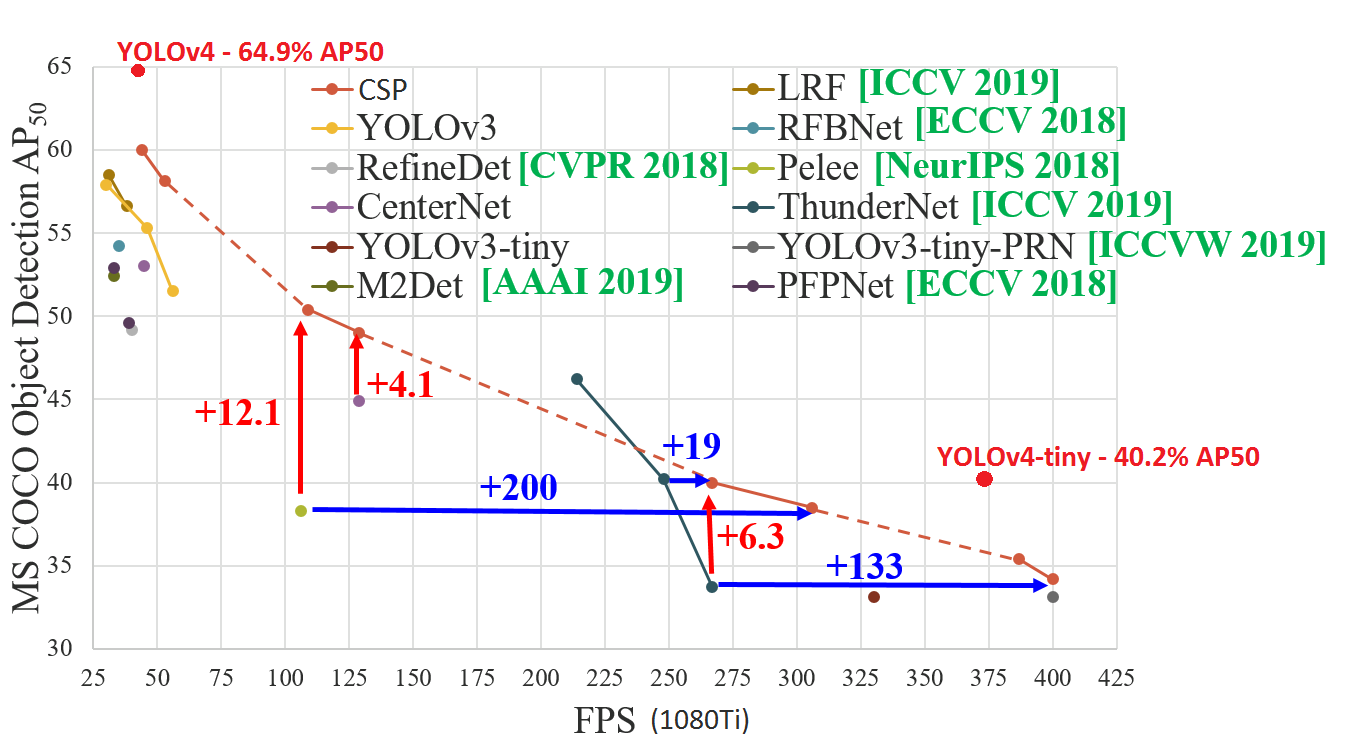 YOLOv4 - 64.9% AP50
MS COCO Object Detection AP50
65
60
55
50
45
40
35
30
CSP
LRF [ICCV 2019]
YOLOv3
RFBNet [ECCV 2018]
RefineDet [CVPR 2018]
Pelee [NeurIPS 2018]
CenterNet
ThunderNet [ICCV 2019]
YOLOv3-tiny
YOLOv3-tiny-PRN [ICCVW 2019]
M2Det [AAAI 2019]
PFPNet [ECCV 2018]
+12.1
+4.1
+19
YOLOv4-tiny - 40.2% AP50
+200
+6.3
+133
25 50 75 100 125 150 175 200 225 250 275 300 325 350 375 400 425
FPS (1080Ti)